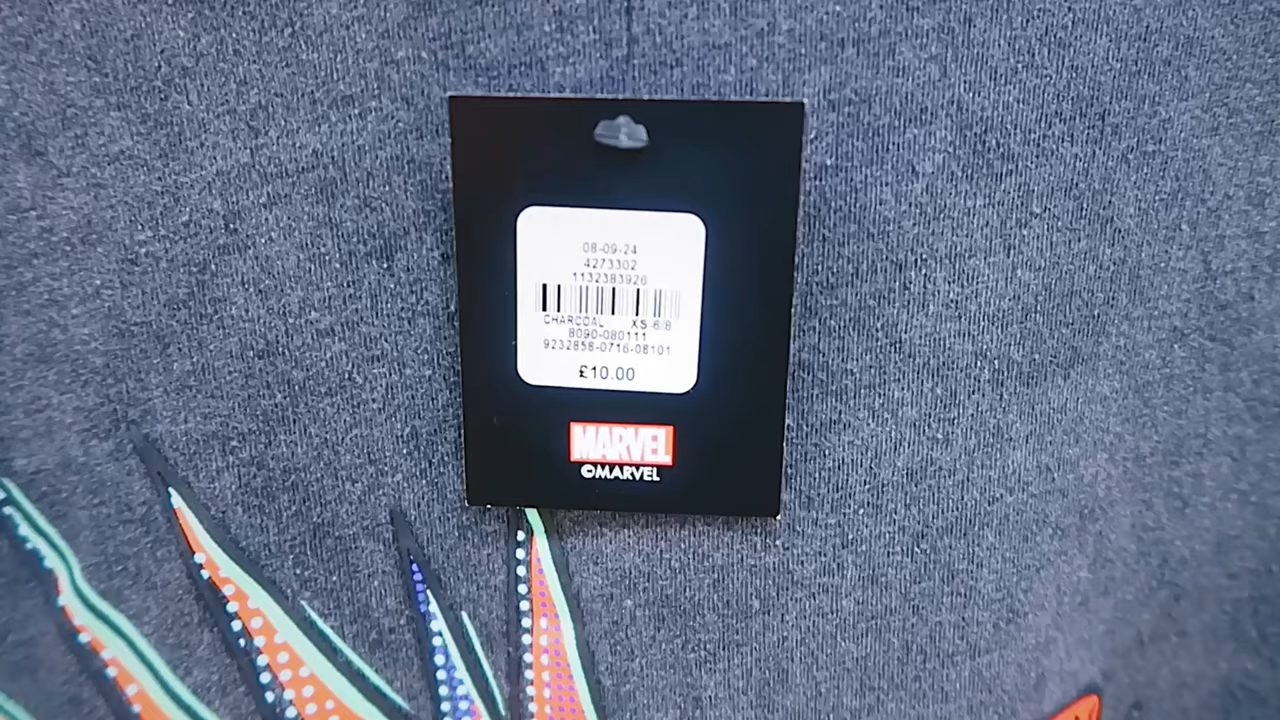 08-09-24
4273302
1132383926
CHARCOAL XS-6/8
8090-080111
9232858-0716-08101
£10.00
MARVEL
©MARVEL